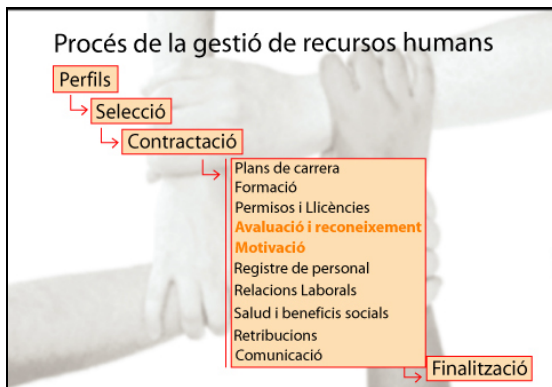 Procés de la gestió de recursos humans
Perfils
Selecció
Contractació
Plans de carrera
Formació
Permisos i Llicències
Avaluació i reconeixement
Motivació
Registre de personal
Relacions Laborals
Salud i beneficis socials
Retribucions
Comunicació
Finalització